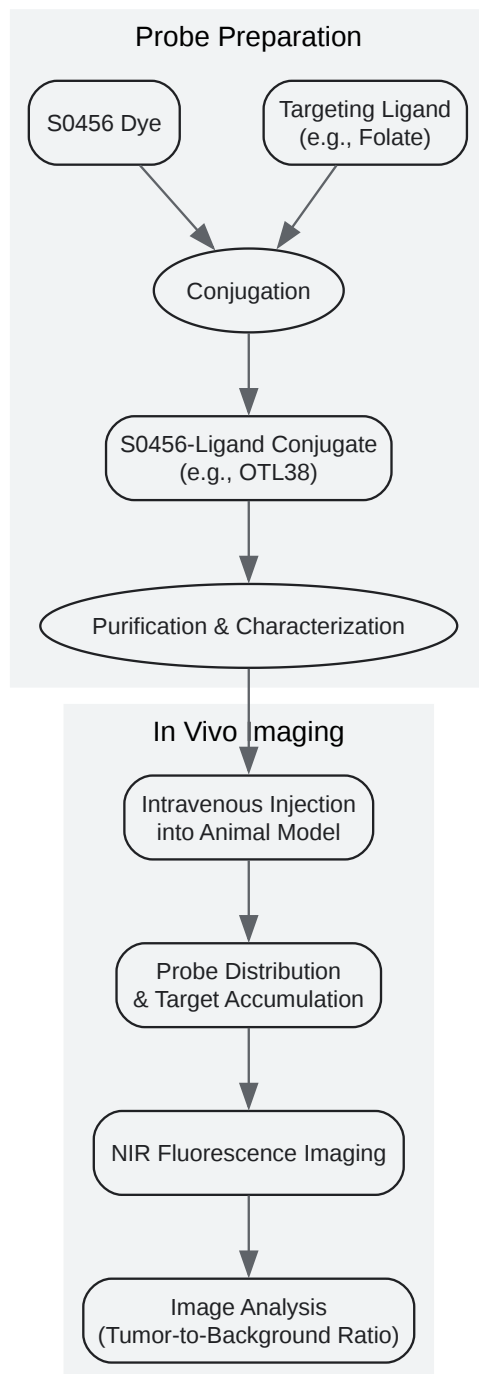 Probe Preparation
S0456 Dye
Targeting Ligand
(e.g., Folate)
Conjugation
S0456-Ligand Conjugate
(e.g., OTL38)
Purification & Characterization
In Vivo Imaging
Intravenous Injection
into Animal Model
Probe Distribution
& Target Accumulation
NIR Fluorescence Imaging
Image Analysis
(Tumor-to-Background Ratio)